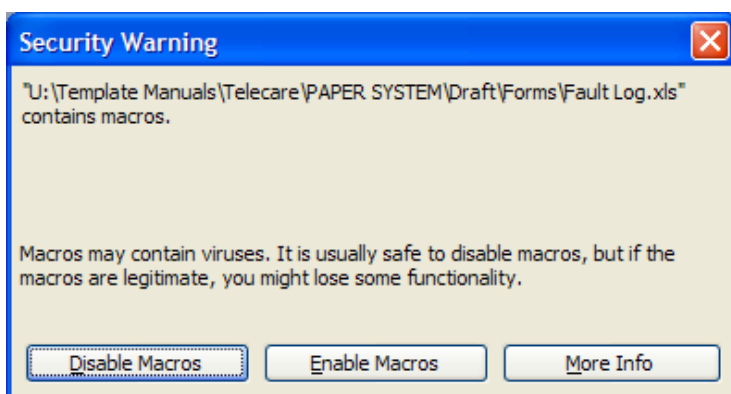 Security Warning
"U:\Template Manuals\Telecare\PAPER SYSTEM\Draft\Forms\Fault Log.xls"
contains macros.
Macros may contain viruses. It is usually safe to disable macros, but if the
macros are legitimate, you might lose some functionality.
Disable Macros Enable Macros More Info